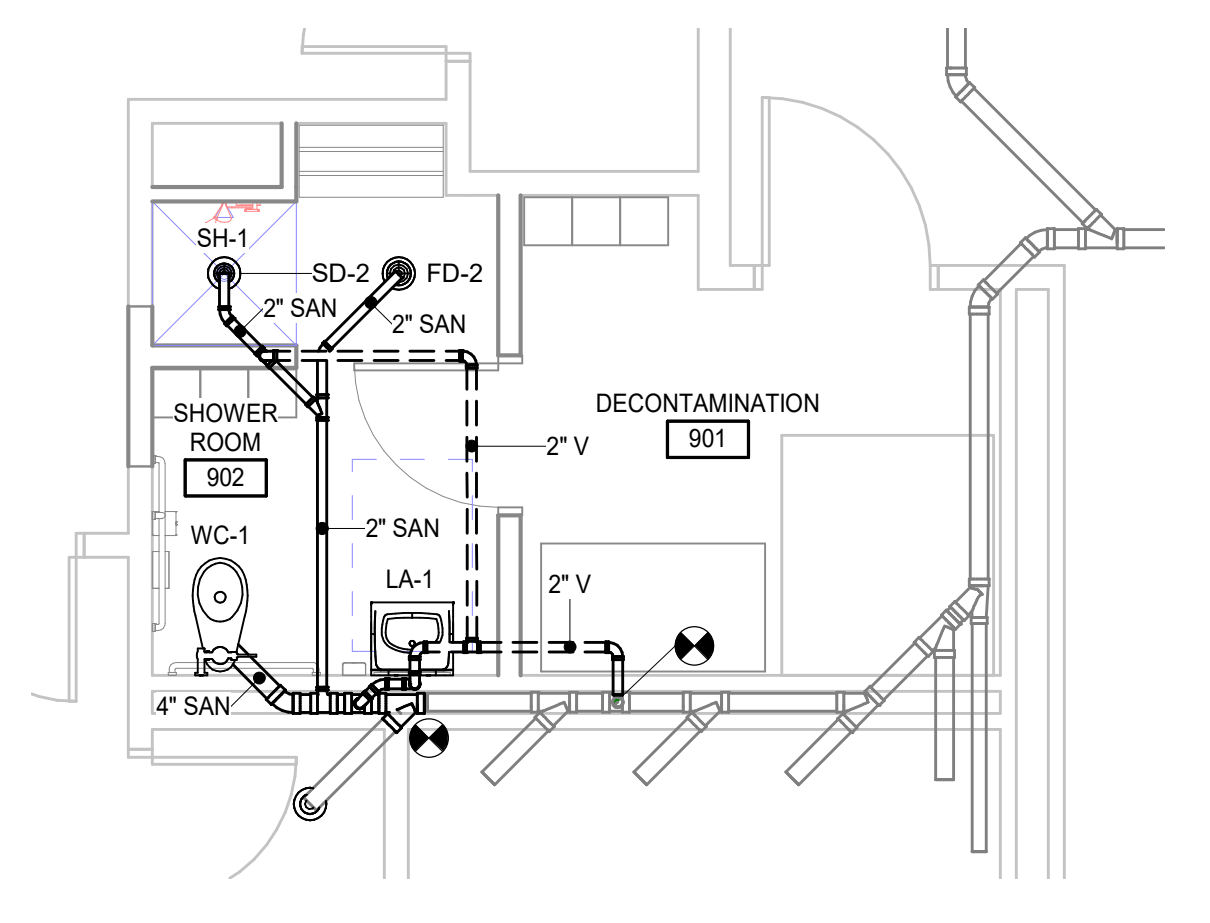 SH-1
SD-2
FD-2
2" SAN
2" SAN
DECONTAMINATION
901
SHOWER
ROOM
902
2" V
2" SAN
WC-1
LA-1
2" V
4" SAN